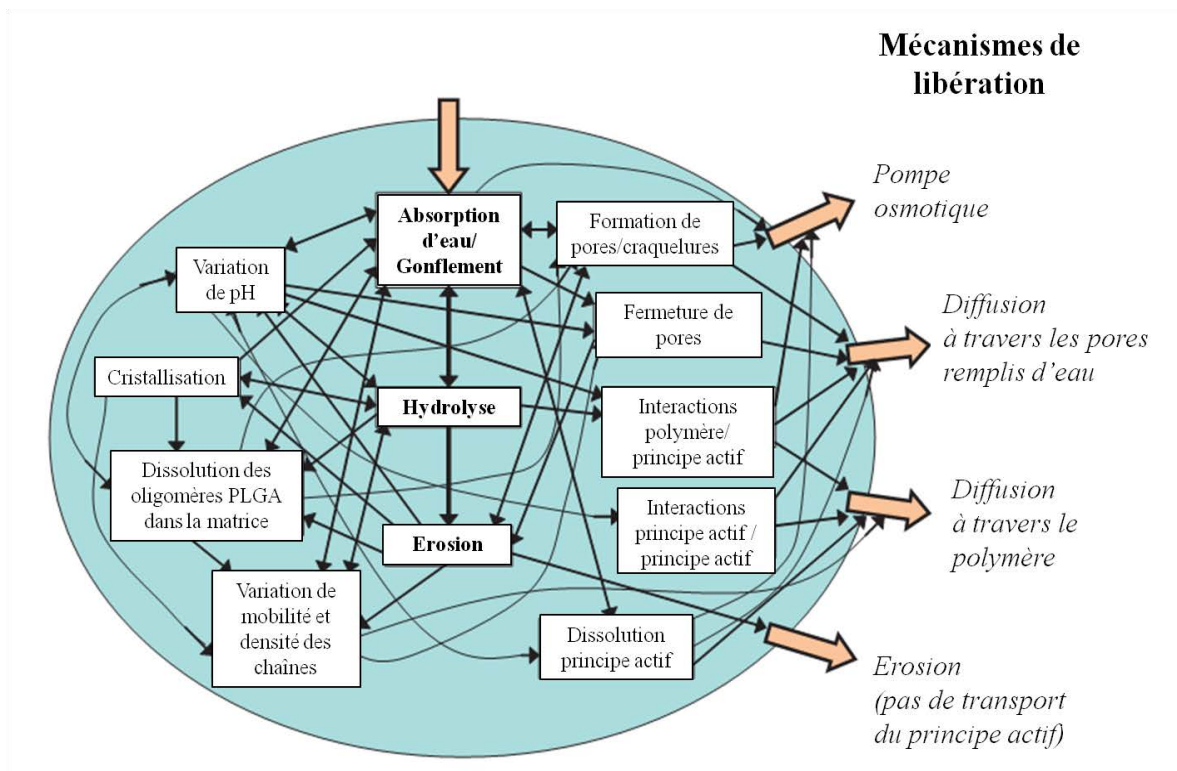 Mécanismes de
libération
Pompe
osmotique
Absorption
d'eau/
Gonflement
Formation de
pores/craquelures
Variation
de pH
Fermeture de
pores
Diffusion
à travers les pores
remplis d'eau
Cristallisation
Hydrolyse
Interactions
polymère/
principe actif
Dissolution des
oligomères PLGA
dans la matrice
Interactions
principe actif /
principe actif
Diffusion
à travers le
polymère
Erosion
Variation de
mobilité et
densité des
chaînes
Dissolution
principe actif
Erosion
(pas de transport
du principe actif)